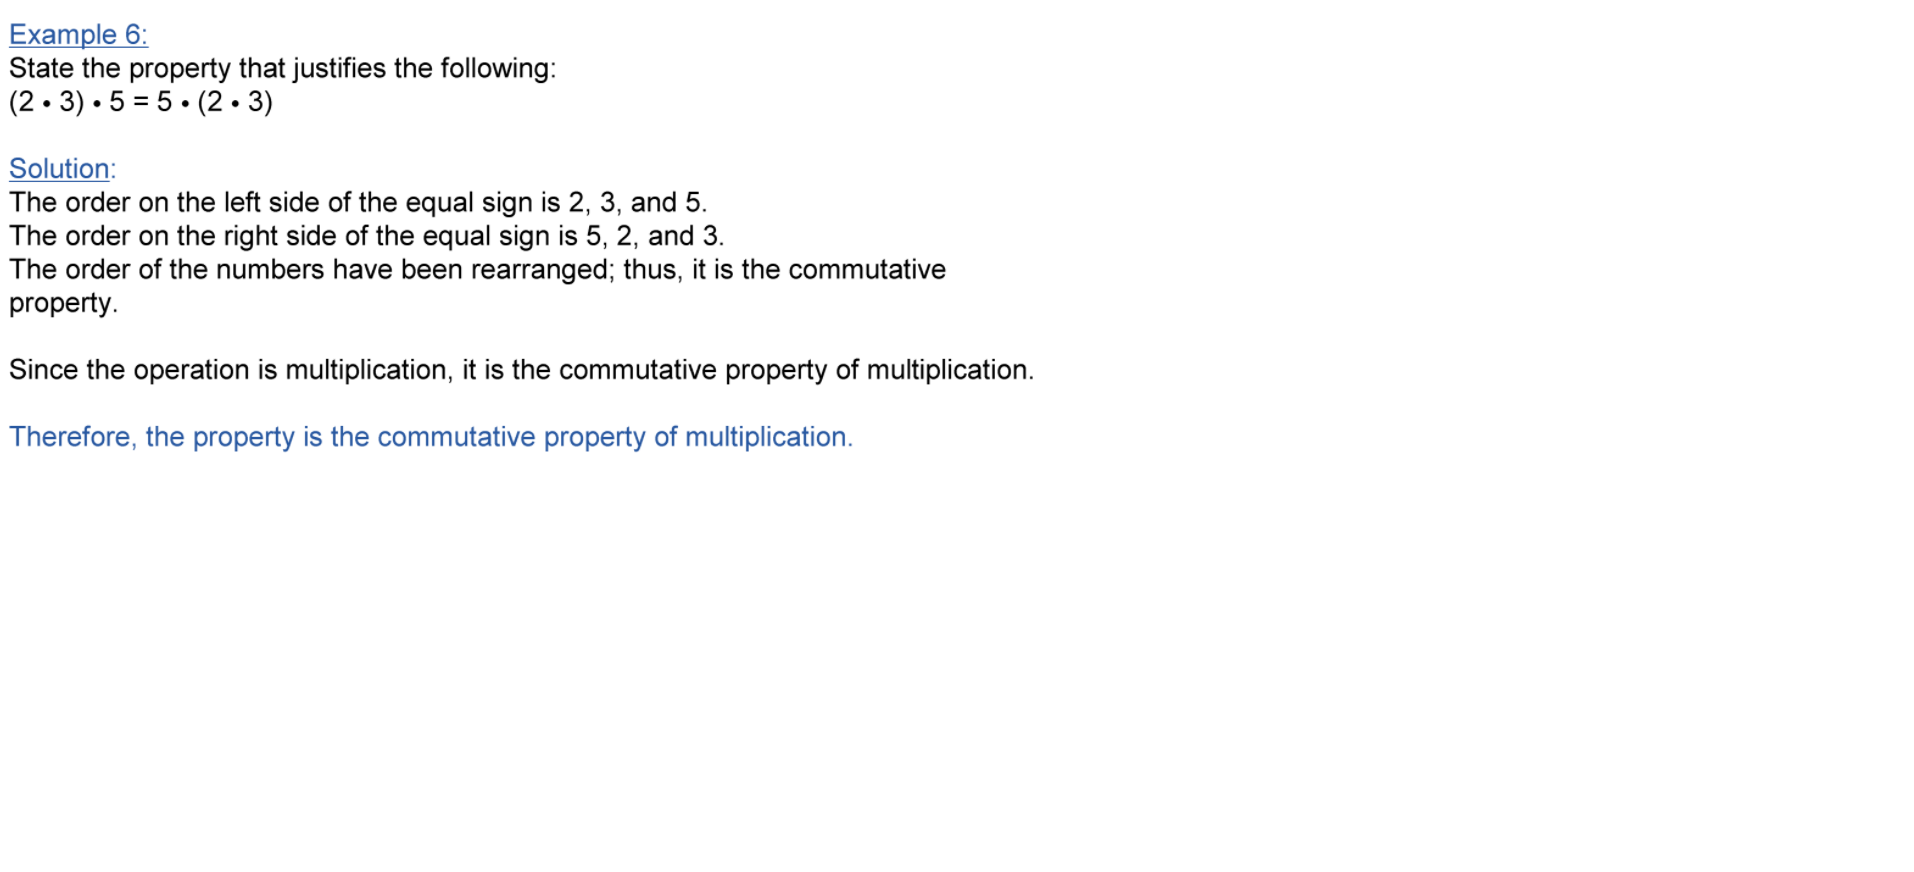 Example 6:
State the property that justifies the following:
(2 • 3) • 5 = 5 • (2 • 3)
Solution:
The order on the left side of the equal sign is 2, 3, and 5.
The order on the right side of the equal sign is 5, 2, and 3.
The order of the numbers have been rearranged; thus, it is the commutative
property.
Since the operation is multiplication, it is the commutative property of multiplication.
Therefore, the property is the commutative property of multiplication.